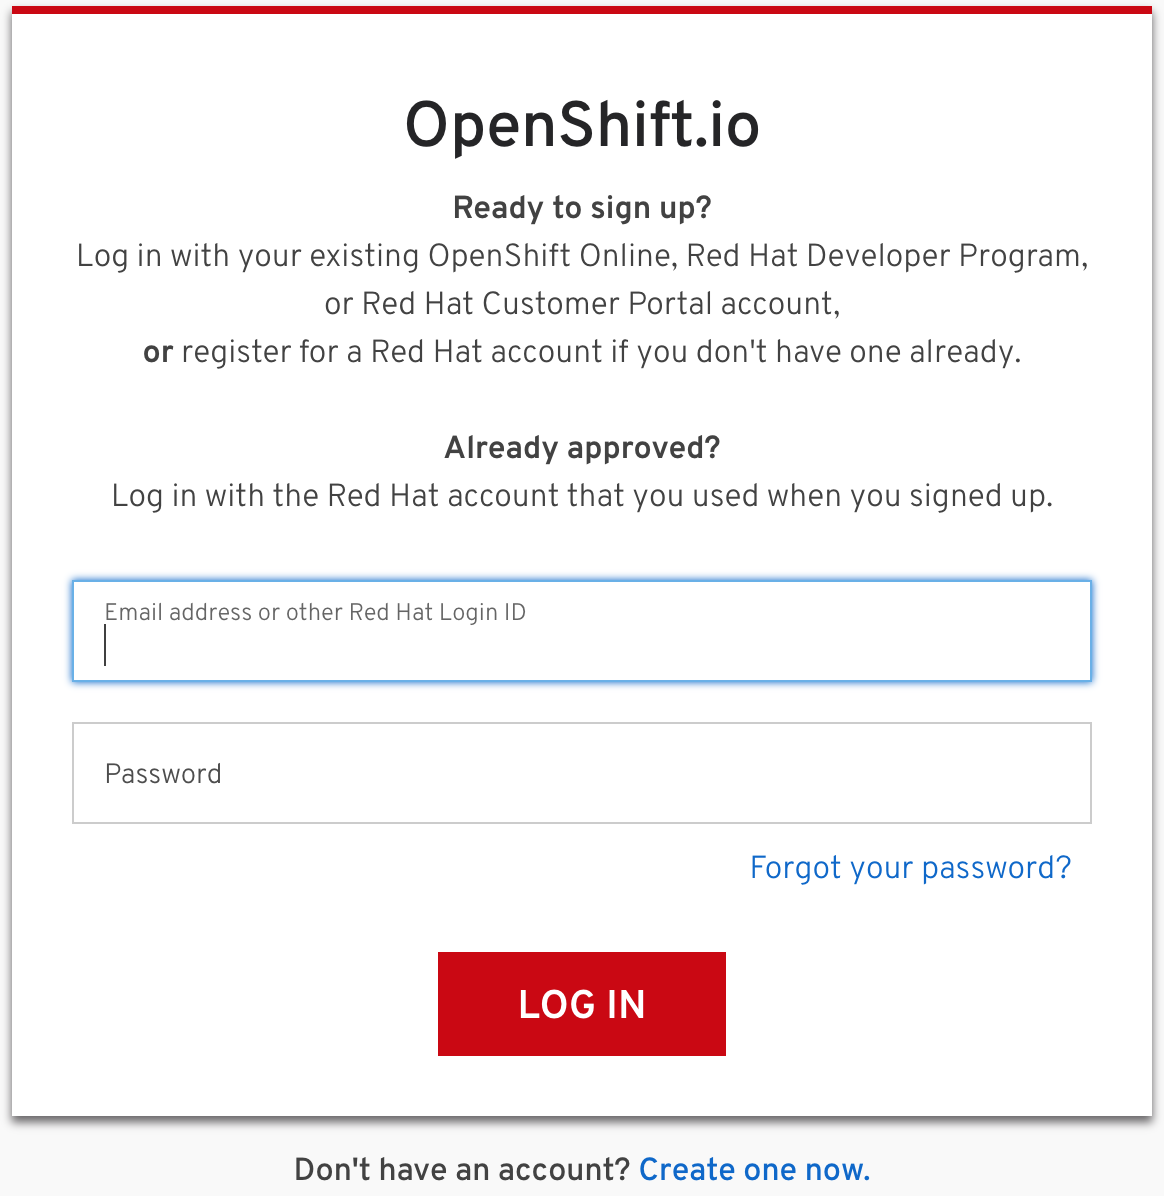 OpenShift.io
Ready to sign up?
Log in with your existing OpenShift Online, Red Hat Developer Program,
or Red Hat Customer Portal account,
or register for a Red Hat account if you don't have one already.
Already approved?
Log in with the Red Hat account that you used when you signed up.
Email address or other Red Hat Login ID
Password
Forgot your password?
LOG IN
Don't have an account? Create one now.